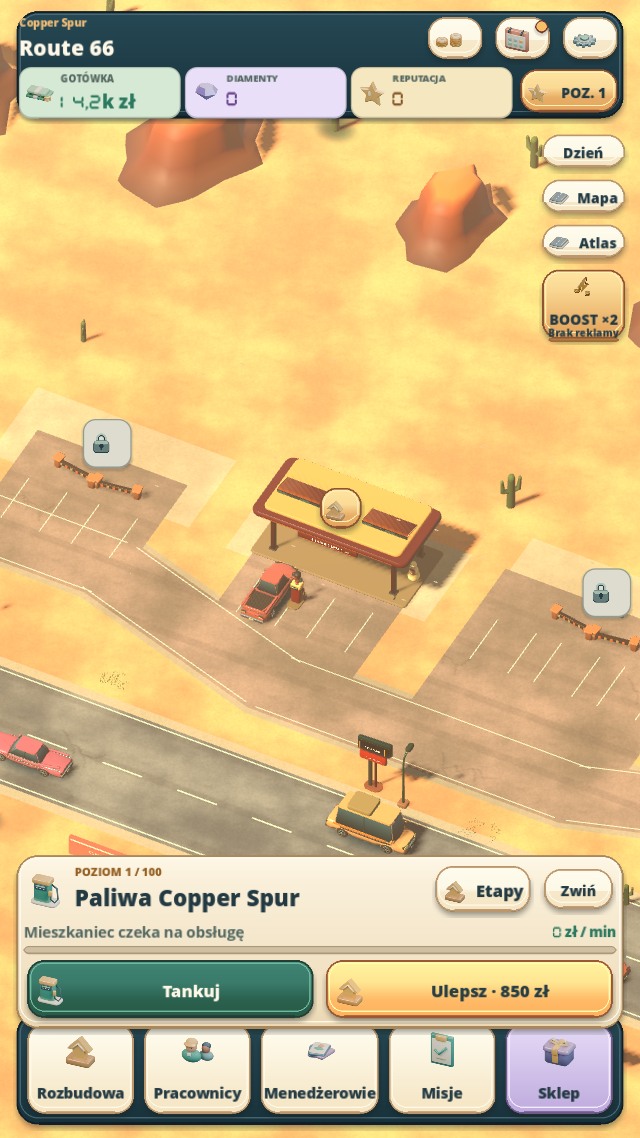 Copper Spur
Route 66
GOTÓWKA
14,2k zł
DIAMENTY
0
REPUTACJA
0
POZ. 1
Dzień
Mapa
Atlas
BOOST ×2
Brak reklamy
POZIOM 1 / 100
Paliwa Copper Spur
Etapy
Zwiń
Mieszkaniec czeka na obsługę
0 zł / min
Tankuj
Ulepsz · 850 zł
Rozbudowa
Pracownicy
Menedżerowie
Misje
Sklep